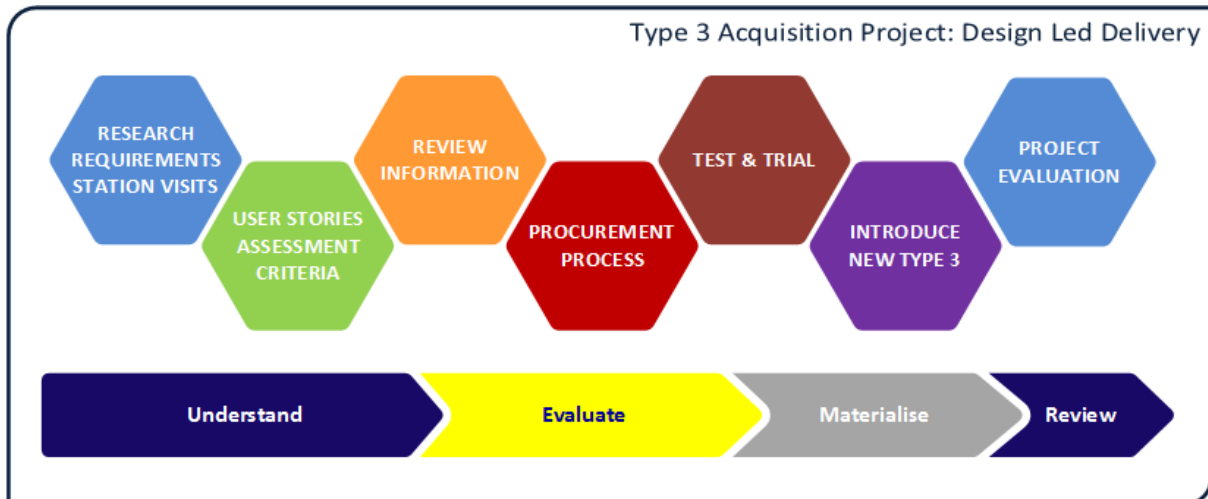 Type 3 Acquisition Project: Design Led Delivery
RESEARCH
REQUIREMENTS
STATION VISITS
USER STORIES
ASSESSMENT
CRITERIA
REVIEW
INFORMATION
PROCUREMENT
PROCESS
TEST & TRIAL
INTRODUCE
NEW TYPE 3
PROJECT
EVALUATION
Understand
Evaluate
Materialise
Review